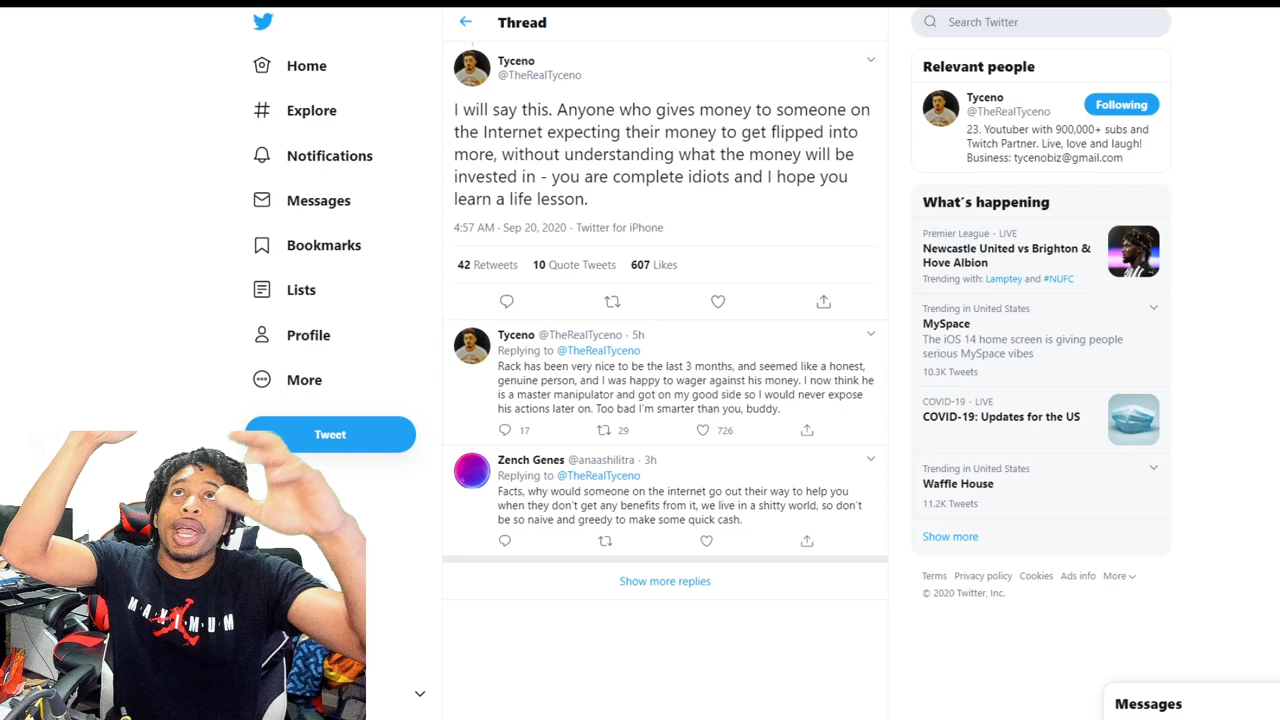 Home
Explore
Notifications
Messages
Bookmarks
Lists
Profile
More
Tweet
Thread
Tyceno
@TheRealTyceno
I will say this. Anyone who gives money to someone on
the Internet expecting their money to get flipped into
more, without understanding what the money will be
invested in - you are complete idiots and I hope you
learn a life lesson.
4:57 AM · Sep 20, 2020 · Twitter for iPhone
42 Retweets 10 Quote Tweets 607 Likes
Tyceno @TheRealTyceno · 5h
Replying to @TheRealTyceno
Rack has been very nice to be the last 3 months, and seemed like a honest,
genuine person, and I was happy to wager against his money. I now think he
is a master manipulator and got on my good side so I would never expose
his actions later on. Too bad I'm smarter than you, buddy.
17 29 726
Zench Genes @anaashilitra · 3h
Replying to @TheRealTyceno
Facts, why would someone on the internet go out their way to help you
when they don't get any benefits from it, we live in a shitty world, so don't
be so naive and greedy to make some quick cash.
Show more replies
Search Twitter
Relevant people
Tyceno
@TheRealTyceno
Following
23. Youtuber with 900,000+ subs and
Twitch Partner. Live, love and laugh!
Business: tycenobiz@gmail.com
What's happening
Premier League · LIVE
Newcastle United vs Brighton &
Hove Albion
Trending with: Lamptey and #NUFC
Trending in United States
MySpace
The iOS 14 home screen is giving people
serious MySpace vibes
10.3K Tweets
COVID-19 · LIVE
COVID-19: Updates for the US
Trending in United States
Waffle House
11.2K Tweets
Show more
Terms Privacy policy Cookies Ads info More
© 2020 Twitter, Inc.
Messages
MAXIMUM